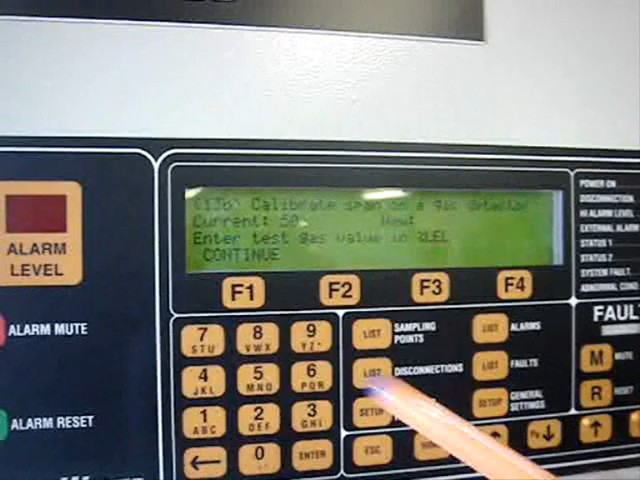 Calibrate span on a gas detector
Current: 50 New:
Enter test gas value in %LEL
CONTINUE
F1 F2 F3 F4
ALARM
LEVEL
ALARM MUTE
ALARM RESET
7
STU
8
VWX
9
YZ*
4
JKL
5
MNO
6
PQR
1
ABC
2
DEF
3
GHI
←
0
ENTER
LIST
SAMPLING
POINTS
LIST
DISCONNECTIONS
SETUP
ESC
LIST
ALARMS
LIST
FAULTS
SETUP
GENERAL
SETTINGS
POWER ON
DISCONNECTION
HI ALARM LEVEL
EXTERNAL ALARM
STATUS 1
STATUS 2
SYSTEM FAULT
ABNORMAL COND
FAUL
M
MUTE
R
RESET